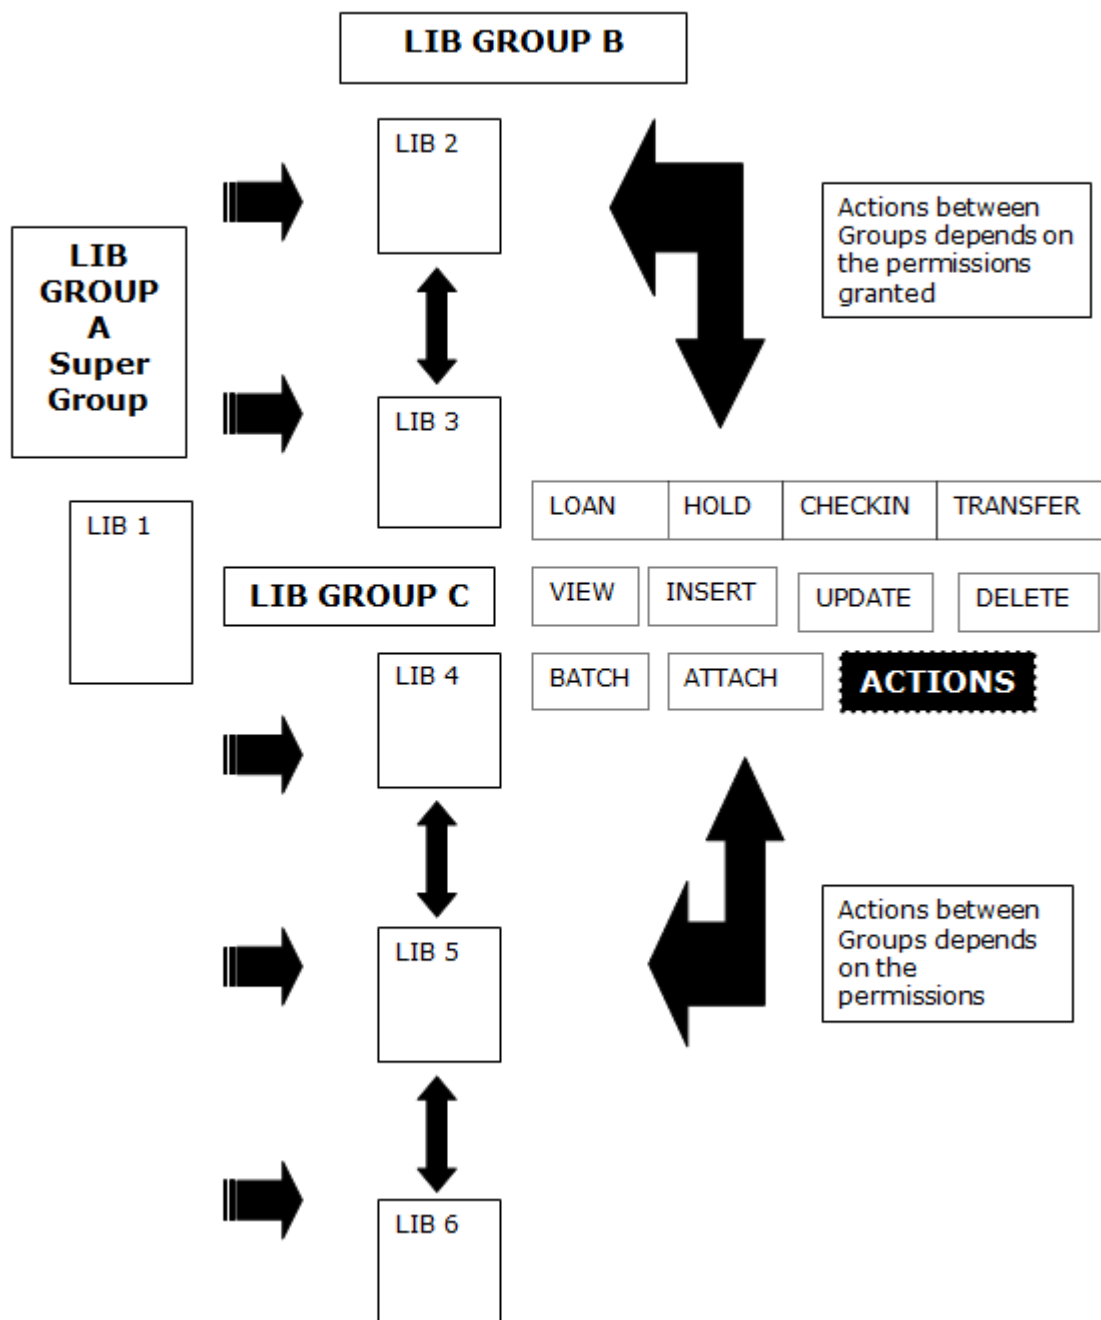 LIB GROUP B
LIB 2
Actions between
Groups depends on
the permissions
granted
LIB
GROUP
A
Super
Group
LIB 3
LIB 1
LOAN
HOLD
CHECKIN
TRANSFER
LIB GROUP C
VIEW
INSERT
UPDATE
DELETE
LIB 4
BATCH
ATTACH
ACTIONS
LIB 5
Actions between
Groups depends
on the
permissions
LIB 6